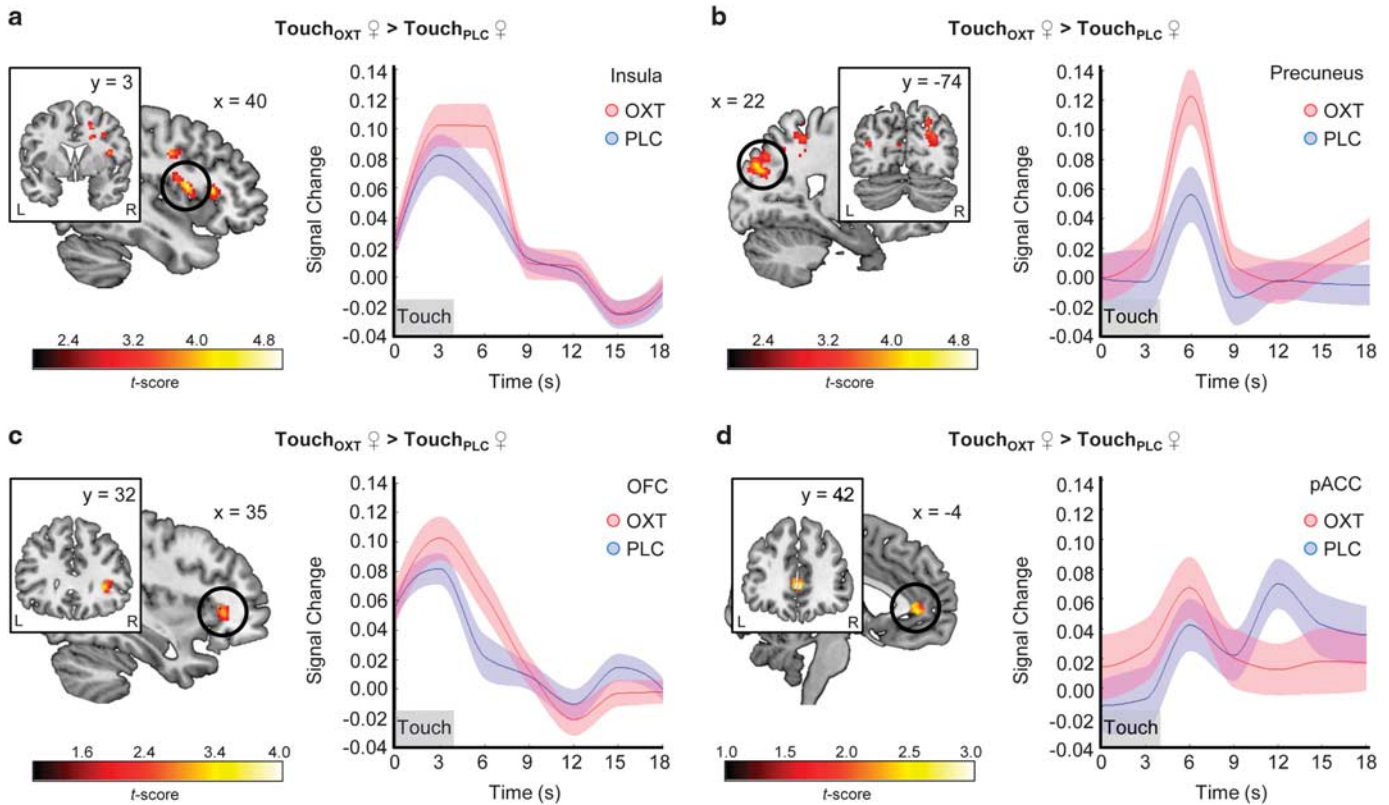 a
Touch_OXT ♀ > Touch_PLC ♀
y = 3
x = 40
L R
2.4 3.2 4.0 4.8
t-score
Signal Change
0.14
0.12
0.10
0.08
0.06
0.04
0.02
0.00
-0.02
-0.04
Insula
OXT
PLC
Touch
0 3 6 9 12 15 18
Time (s)
b
Touch_OXT ♀ > Touch_PLC ♀
x = 22
y = -74
L R
2.4 3.2 4.0 4.8
t-score
Signal Change
0.14
0.12
0.10
0.08
0.06
0.04
0.02
0.00
-0.02
-0.04
Precuneus
OXT
PLC
Touch
0 3 6 9 12 15 18
Time (s)
c
Touch_OXT ♀ > Touch_PLC ♀
y = 32
x = 35
L R
1.6 2.4 3.4 4.0
t-score
Signal Change
0.14
0.12
0.10
0.08
0.06
0.04
0.02
0.00
-0.02
-0.04
OFC
OXT
PLC
Touch
0 3 6 9 12 15 18
Time (s)
d
Touch_OXT ♀ > Touch_PLC ♀
y = 42
x = -4
L R
1.0 1.5 2.0 2.5 3.0
t-score
Signal Change
0.14
0.12
0.10
0.08
0.06
0.04
0.02
0.00
-0.02
-0.04
pACC
OXT
PLC
Touch
0 3 6 9 12 15 18
Time (s)